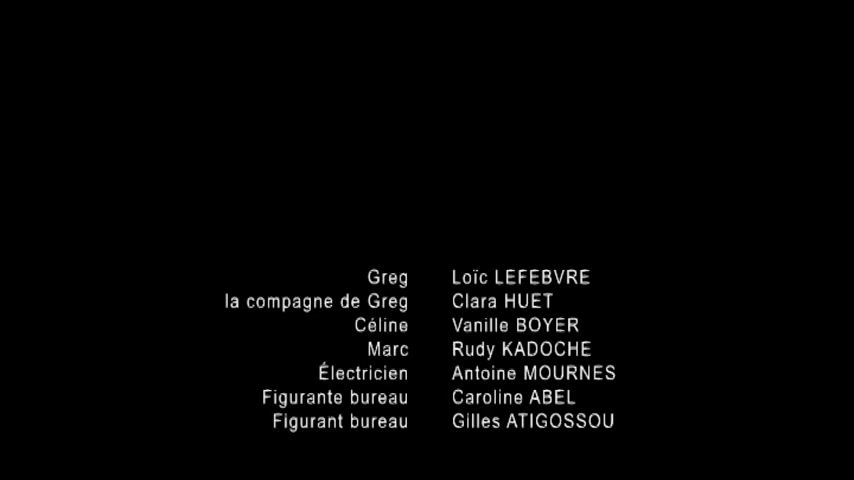 Greg Loïc LEFEBVRE
la compagne de Greg Clara HUET
Céline Vanille BOYER
Marc Rudy KADOCHE
Électricien Antoine MOURNES
Figurante bureau Caroline ABEL
Figurant bureau Gilles ATIGOSSOU